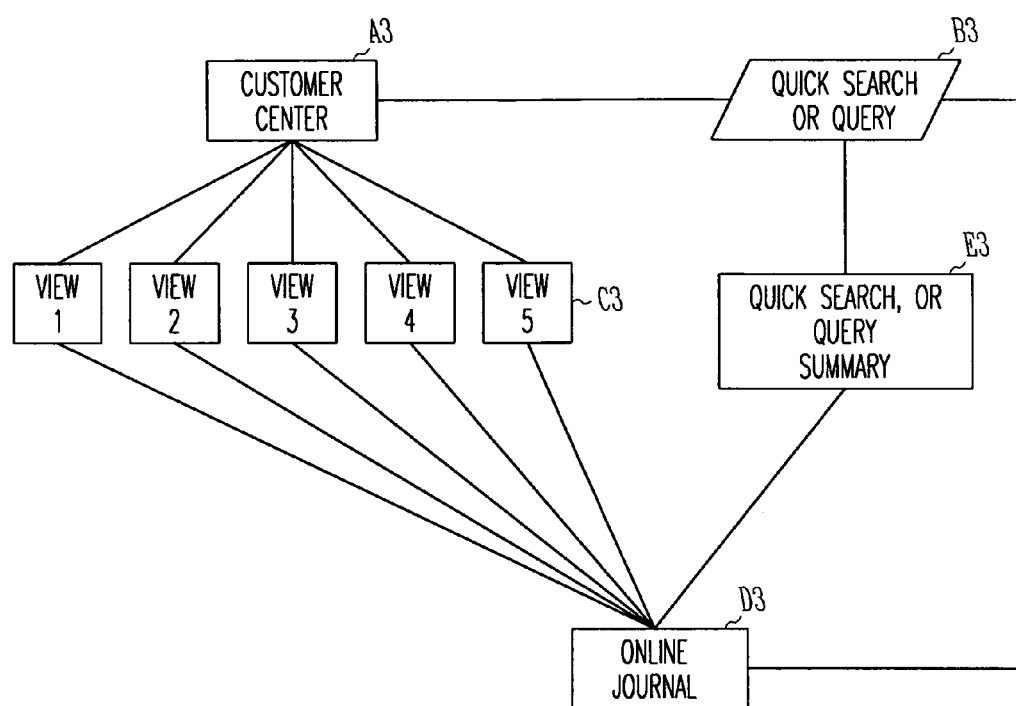 A3
B3
CUSTOMER
CENTER
QUICK SEARCH
OR QUERY
E3
VIEW
1
VIEW
2
VIEW
3
VIEW
4
VIEW
5
C3
QUICK SEARCH, OR
QUERY
SUMMARY
D3
ONLINE
JOURNAL